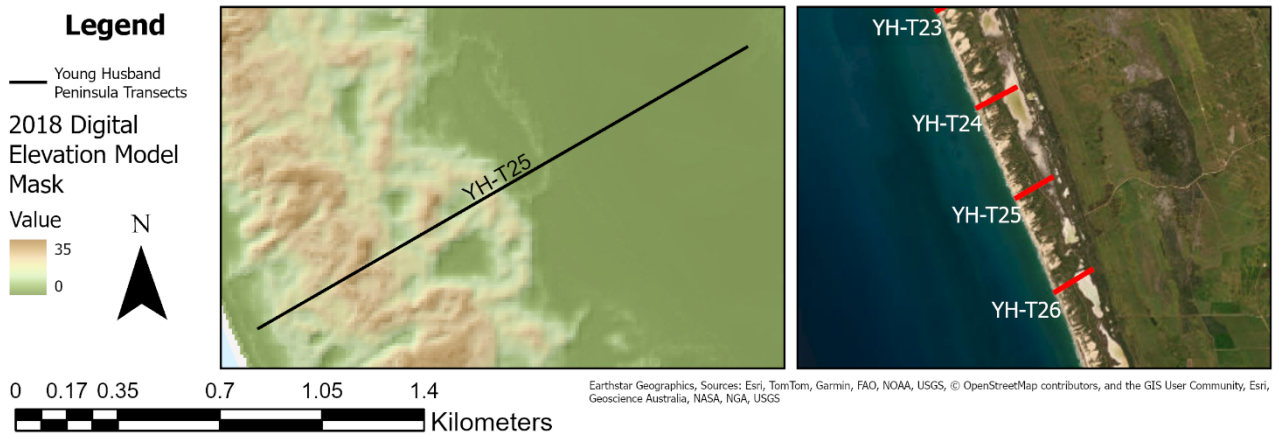 Legend
Young Husband
Peninsula Transects
2018 Digital
Elevation Model
Mask
Value
35
0
N
YH-T25
YH-T23
YH-T24
YH-T25
YH-T26
0 0.17 0.35 0.7 1.05 1.4
Kilometers
Earthstar Geographics, Sources: Esri, TomTom, Garmin, FAO, NOAA, USGS, © OpenStreetMap contributors, and the GIS User Community, Esri,
Geoscience Australia, NASA, NGA, USGS